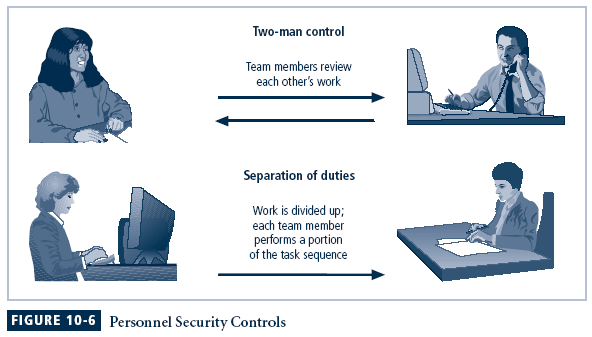 Two-man control
Team members review
each other's work
Separation of duties
Work is divided up;
each team member
performs a portion
of the task sequence
FIGURE 10-6 Personnel Security Controls